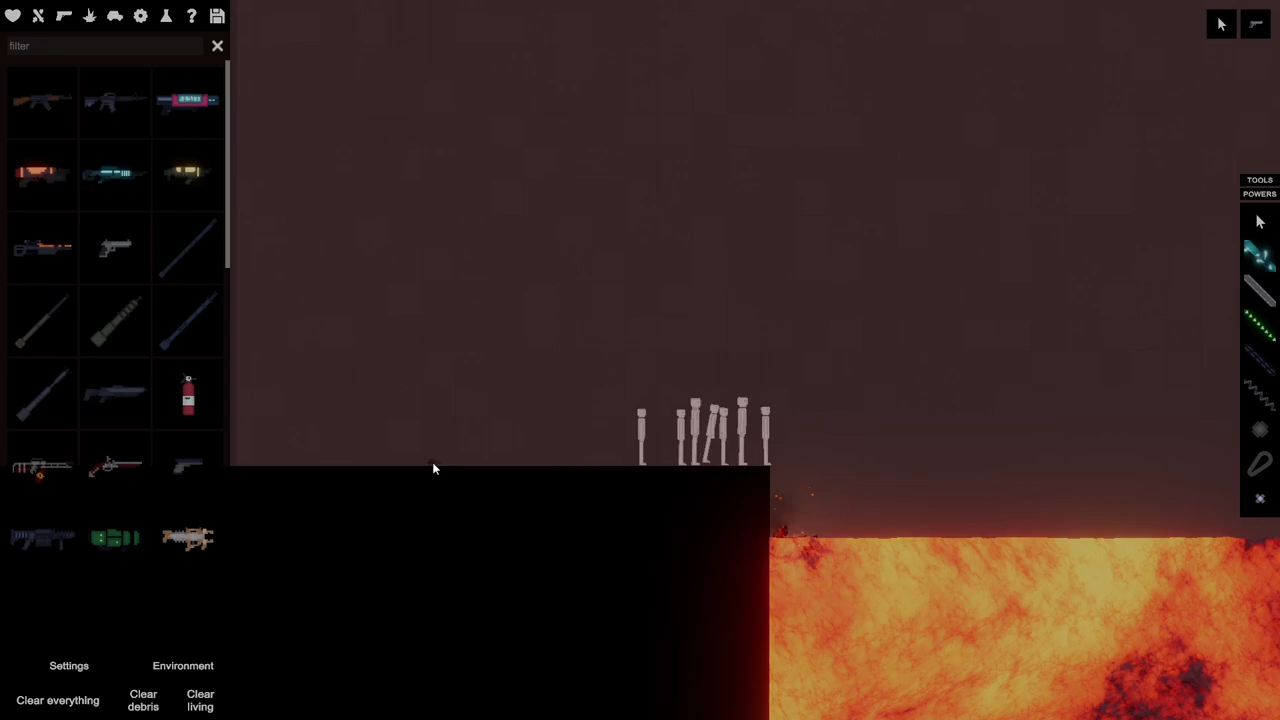 ?
filter
TOOLS
POWERS
Settings
Environment
Clear everything
Clear
debris
Clear
living